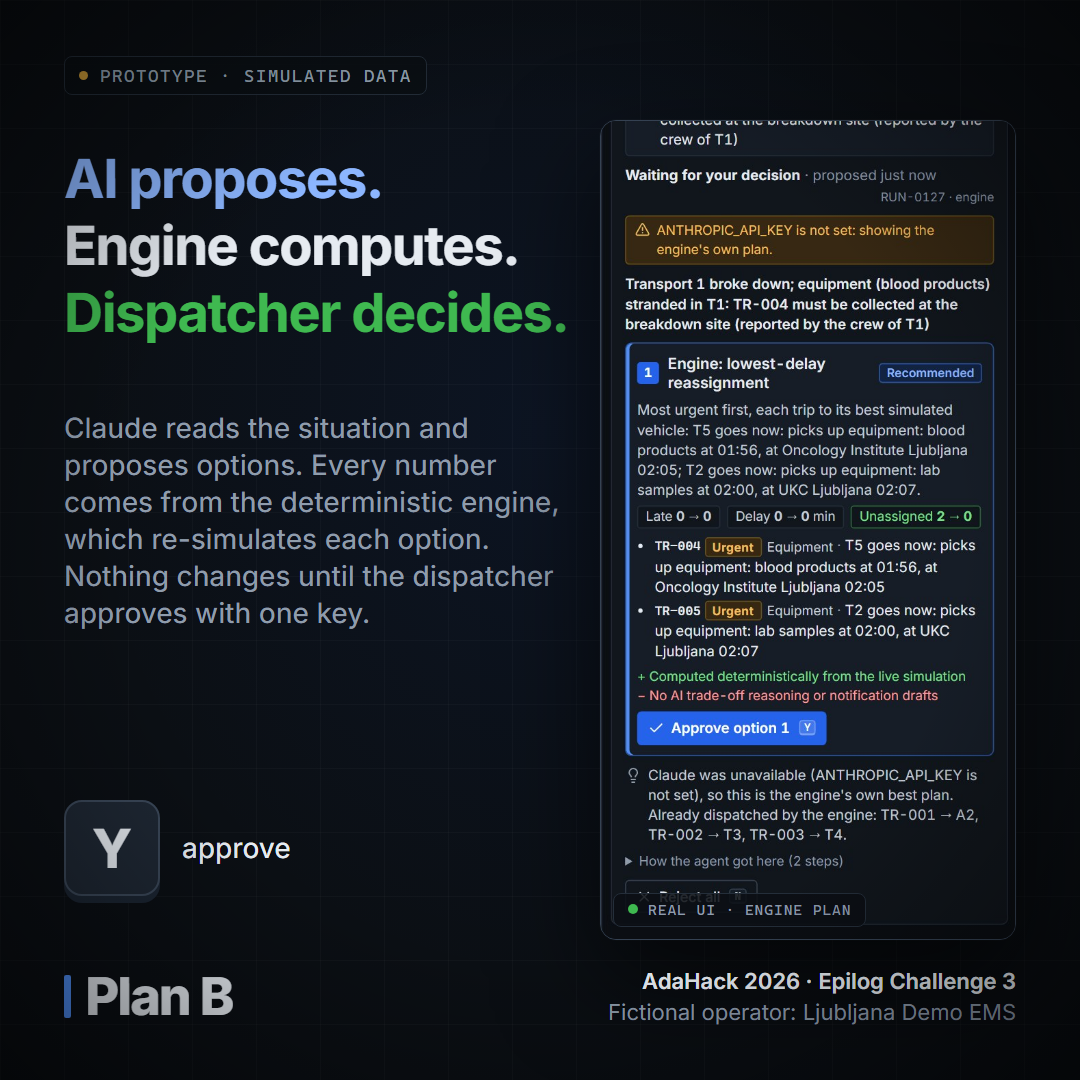 PROTOTYPE · SIMULATED DATA
AI proposes.
Engine computes.
Dispatcher decides.
Claude reads the situation and
proposes options. Every number
comes from the deterministic engine,
which re-simulates each option.
Nothing changes until the dispatcher
approves with one key.
Y
approve
Plan B
collected at the breakdown site (reported by the
crew of T1)
Waiting for your decision · proposed just now
RUN-0127 · engine
ANTHROPIC_API_KEY is not set: showing the
engine's own plan.
Transport 1 broke down; equipment (blood products)
stranded in T1: TR-004 must be collected at the
breakdown site (reported by the crew of T1)
1 Engine: lowest-delay
reassignment
Recommended
Most urgent first, each trip to its best simulated
vehicle: T5 goes now: picks up equipment: blood
products at 01:56, at Oncology Institute Ljubljana
02:05; T2 goes now: picks up equipment: lab
samples at 02:00, at UKC Ljubljana 02:07.
Late 0 → 0 Delay 0 → 0 min Unassigned 2 → 0
• TR-004 Urgent Equipment · T5 goes now: picks
up equipment: blood products at 01:56, at
Oncology Institute Ljubljana 02:05
• TR-005 Urgent Equipment · T2 goes now: picks
up equipment: lab samples at 02:00, at UKC
Ljubljana 02:07
+ Computed deterministically from the live simulation
− No AI trade-off reasoning or notification drafts
Approve option 1 Y
Claude was unavailable (ANTHROPIC_API_KEY is
not set), so this is the engine's own best plan.
Already dispatched by the engine: TR-001 → A2,
TR-002 → T3, TR-003 → T4.
How the agent got here (2 steps)
Reject all
REAL UI · ENGINE PLAN
AdaHack 2026 · Epilog Challenge 3
Fictional operator: Ljubljana Demo EMS